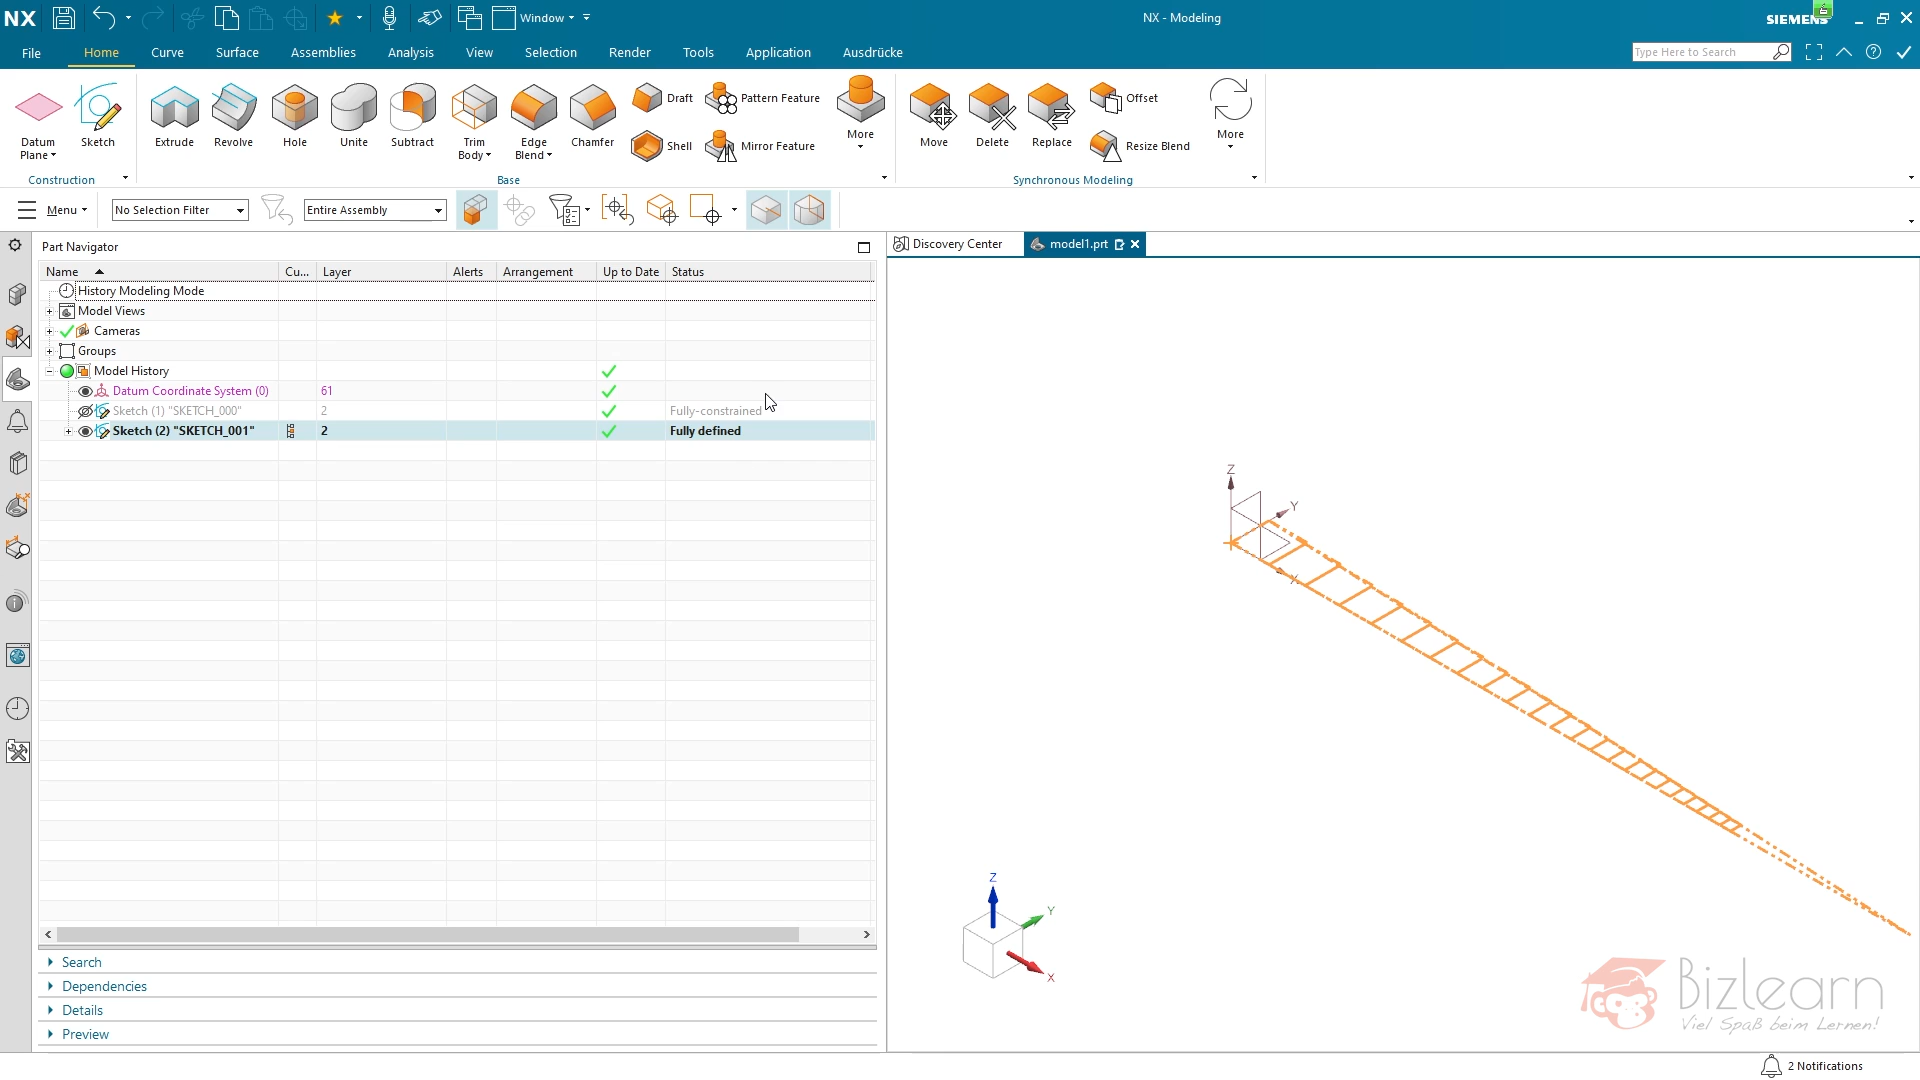 NX
Window
NX - Modeling
SIEMENS
File
Home
Curve
Surface
Assemblies
Analysis
View
Selection
Render
Tools
Application
Ausdrücke
Type Here to Search
Datum
Plane
Sketch
Extrude
Revolve
Hole
Unite
Subtract
Trim
Body
Edge
Blend
Chamfer
Draft
Shell
Pattern Feature
Mirror Feature
More
Move
Delete
Replace
Offset
Resize Blend
More
Construction
Base
Synchronous Modeling
Menu
No Selection Filter
Entire Assembly
Part Navigator
Discovery Center
model1.prt
Name Cu... Layer Alerts Arrangement Up to Date Status
History Modeling Mode
Model Views
Cameras
Groups
Model History
Datum Coordinate System (0) 61
Sketch (1) "SKETCH_000" 2 Fully-constrained
Sketch (2) "SKETCH_001" 2 Fully defined
Z
Y
X
Z
Y
X
Search
Dependencies
Details
Preview
Bizlearn
Viel Spaß beim Lernen!
2 Notifications